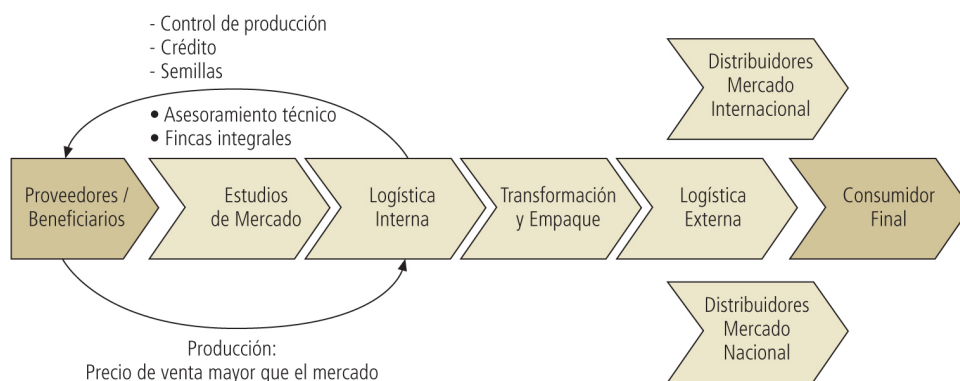 - Control de producción
- Crédito
- Semillas
• Asesoramiento técnico
• Fincas integrales
Distribuidores
Mercado
Internacional
Proveedores /
Beneficiarios
Estudios
de Mercado
Logística
Interna
Transformación
y Empaque
Logística
Externa
Consumidor
Final
Producción:
Precio de venta mayor que el mercado
Distribuidores
Mercado
Nacional